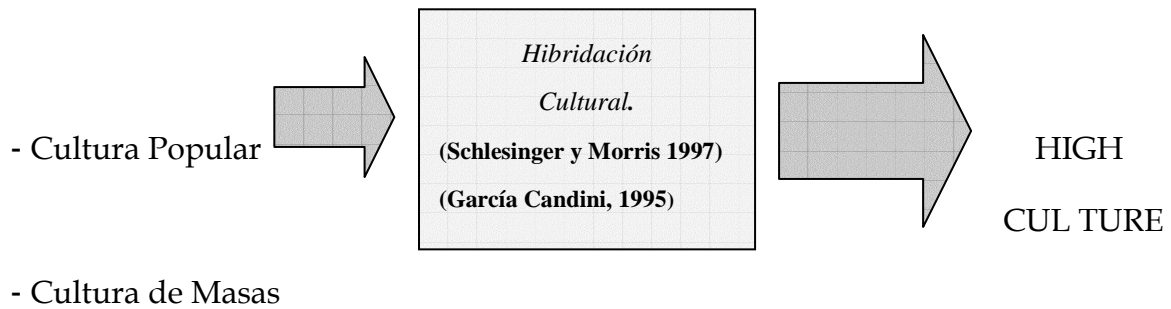 - Cultura Popular
- Cultura de Masas
Hibridación
Cultural.
(Schlesinger y Morris 1997)
(García Candini, 1995)
HIGH
CUL TURE